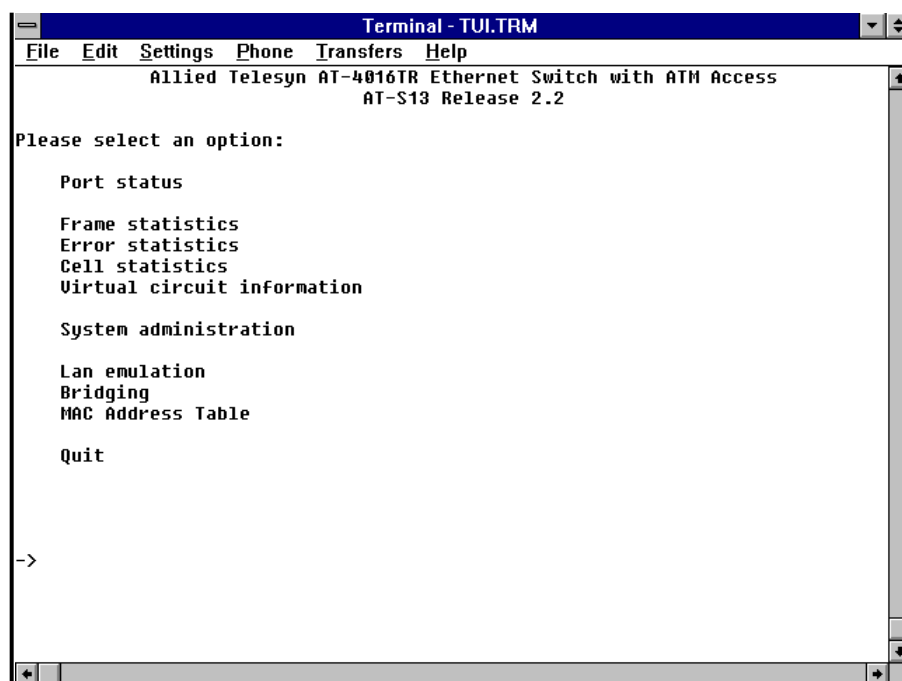 Terminal - TUI.TRM
File Edit Settings Phone Transfers Help
Allied Telesyn AT-4016TR Ethernet Switch with ATM Access
AT-S13 Release 2.2
Please select an option:
Port status
Frame statistics
Error statistics
Cell statistics
Virtual circuit information
System administration
Lan emulation
Bridging
MAC Address Table
Quit
->